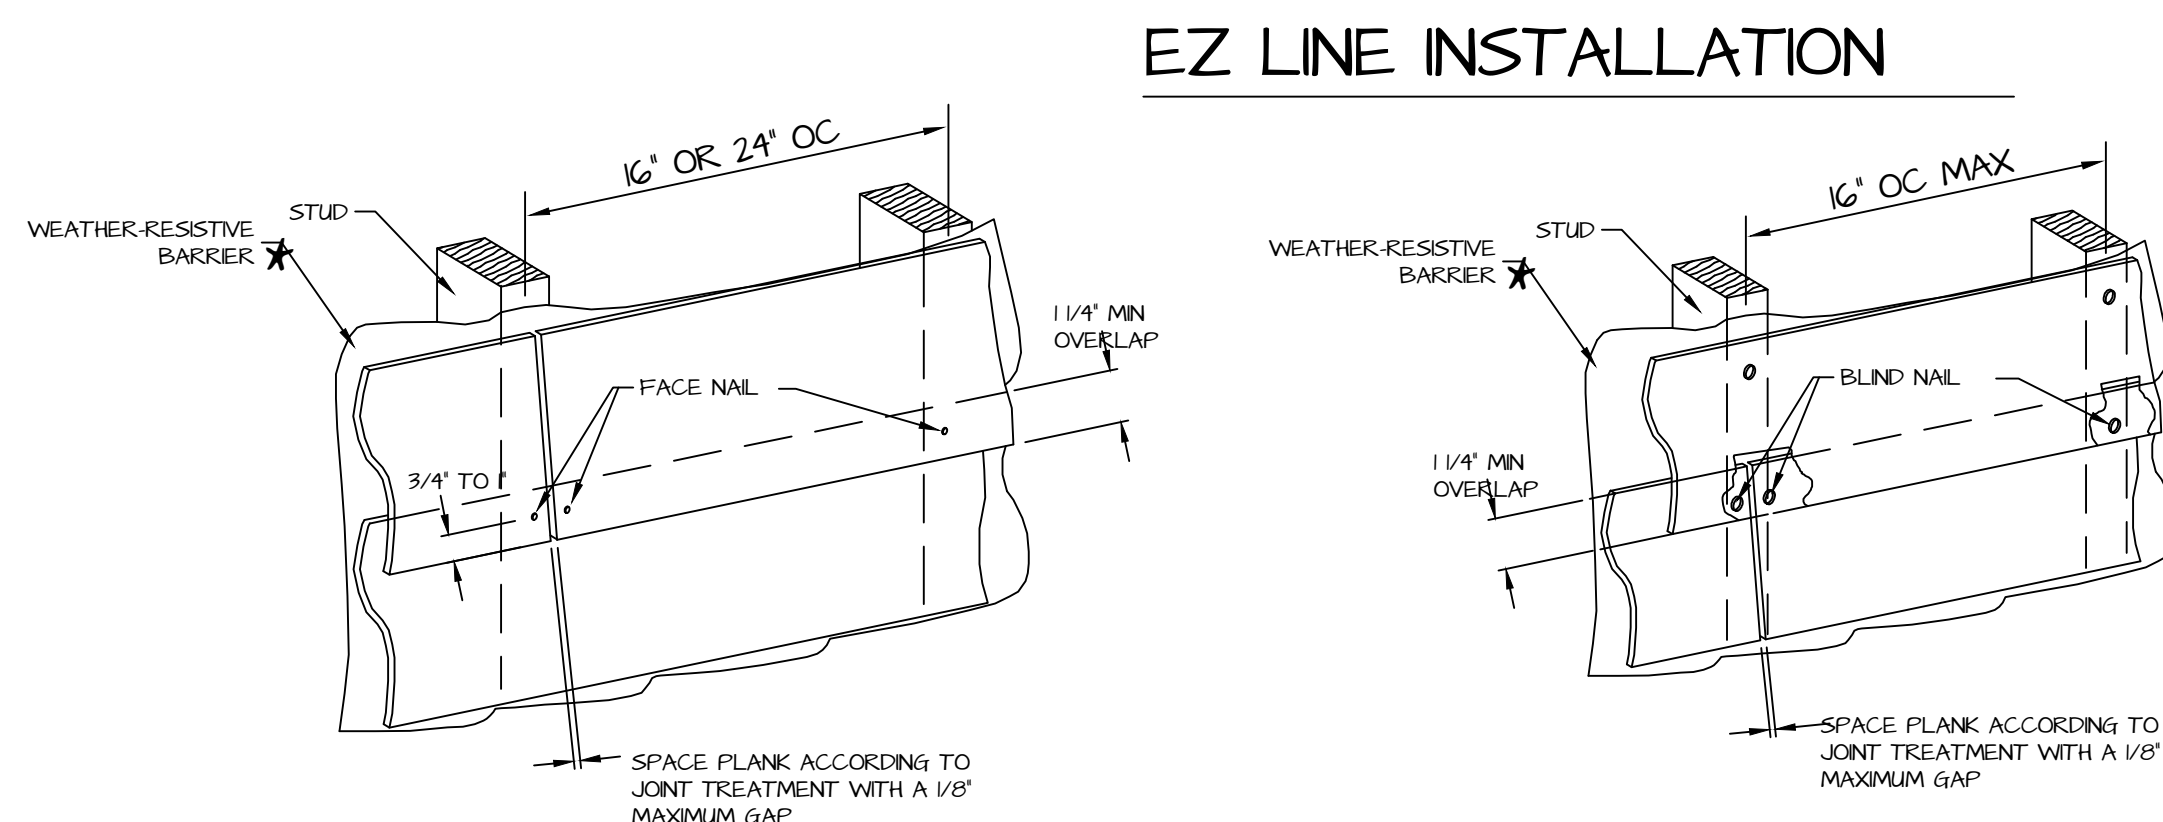 EZ LINE INSTALLATION
16" OR 24" OC
STUD
WEATHER-RESISTIVE
BARRIER
1 1/4" MIN
OVERLAP
FACE NAIL
3/4" TO 1"
SPACE PLANK ACCORDING TO
JOINT TREATMENT WITH A 1/8"
MAXIMUM GAP
16" OC MAX
STUD
WEATHER-RESISTIVE
BARRIER
BLIND NAIL
1 1/4" MIN
OVERLAP
SPACE PLANK ACCORDING TO
JOINT TREATMENT WITH A 1/8"
MAXIMUM GAP